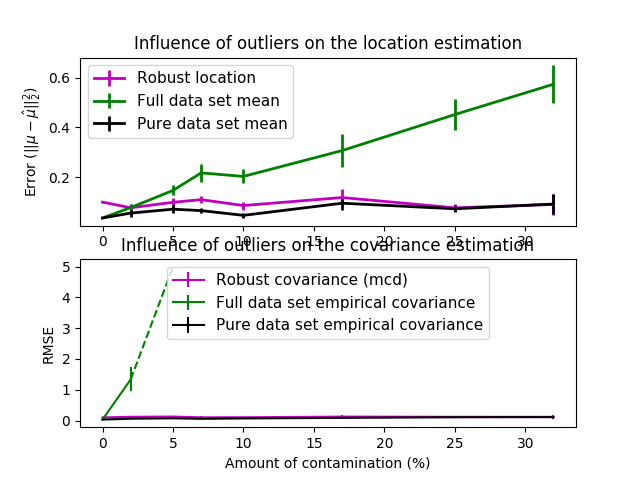 Influence of outliers on the location estimation
Error (||μ − μ̂||₂²)
0.6
0.4
0.2
Robust location
Full data set mean
Pure data set mean
0 5 10 15 20 25 30
Influence of outliers on the covariance estimation
RMSE
5
4
3
2
1
0
Robust covariance (mcd)
Full data set empirical covariance
Pure data set empirical covariance
0 5 10 15 20 25 30
Amount of contamination (%)